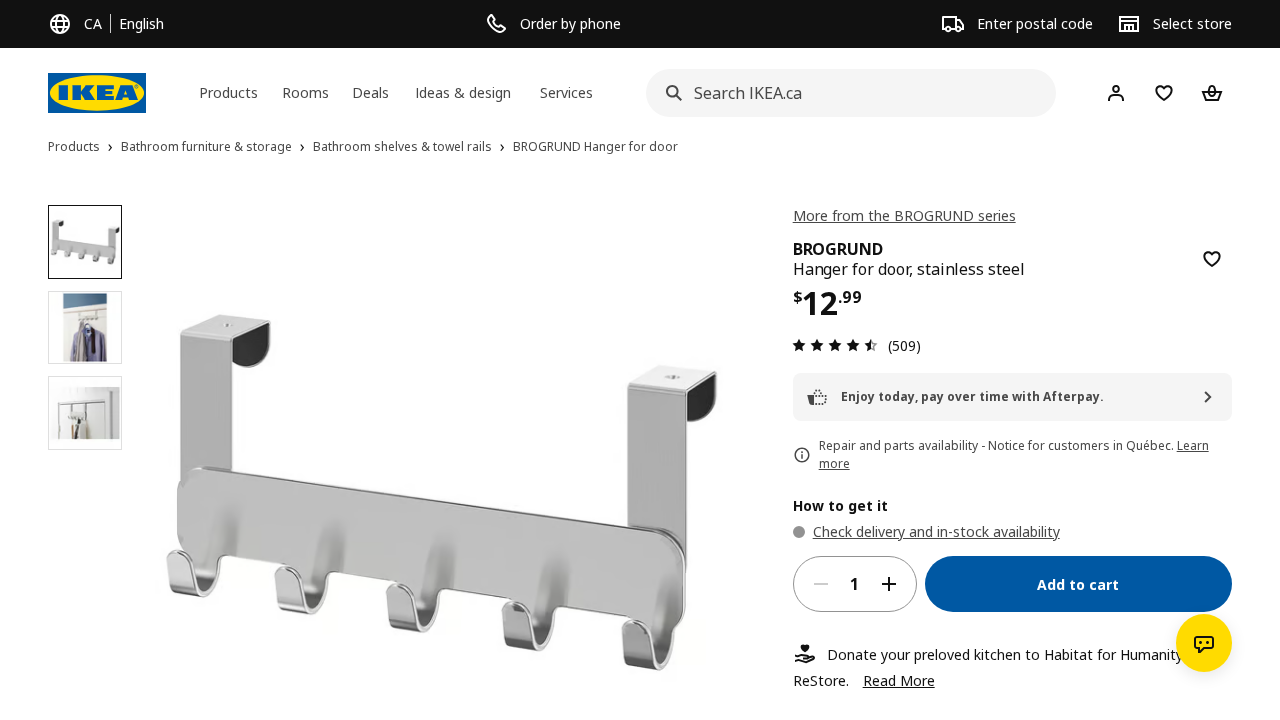 CA English
Order by phone
Enter postal code
Select store
IKEA
Products Rooms Deals Ideas & design Services
Search IKEA.ca
Products › Bathroom furniture & storage › Bathroom shelves & towel rails › BROGRUND Hanger for door
More from the BROGRUND series
BROGRUND
Hanger for door, stainless steel
$12.99
(509)
Enjoy today, pay over time with Afterpay.
Repair and parts availability - Notice for customers in Québec. Learn
more
How to get it
Check delivery and in-stock availability
1
Add to cart
Donate your preloved kitchen to Habitat for Humanity
ReStore. Read More